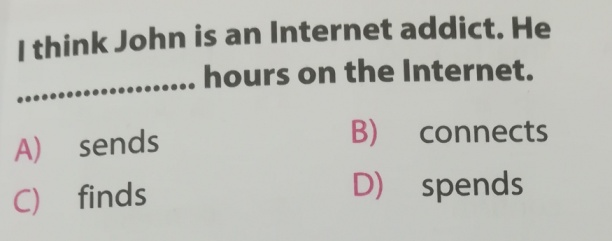 I think John is an Internet addict. He
..................... hours on the Internet.
A) sends B) connects
C) finds D) spends